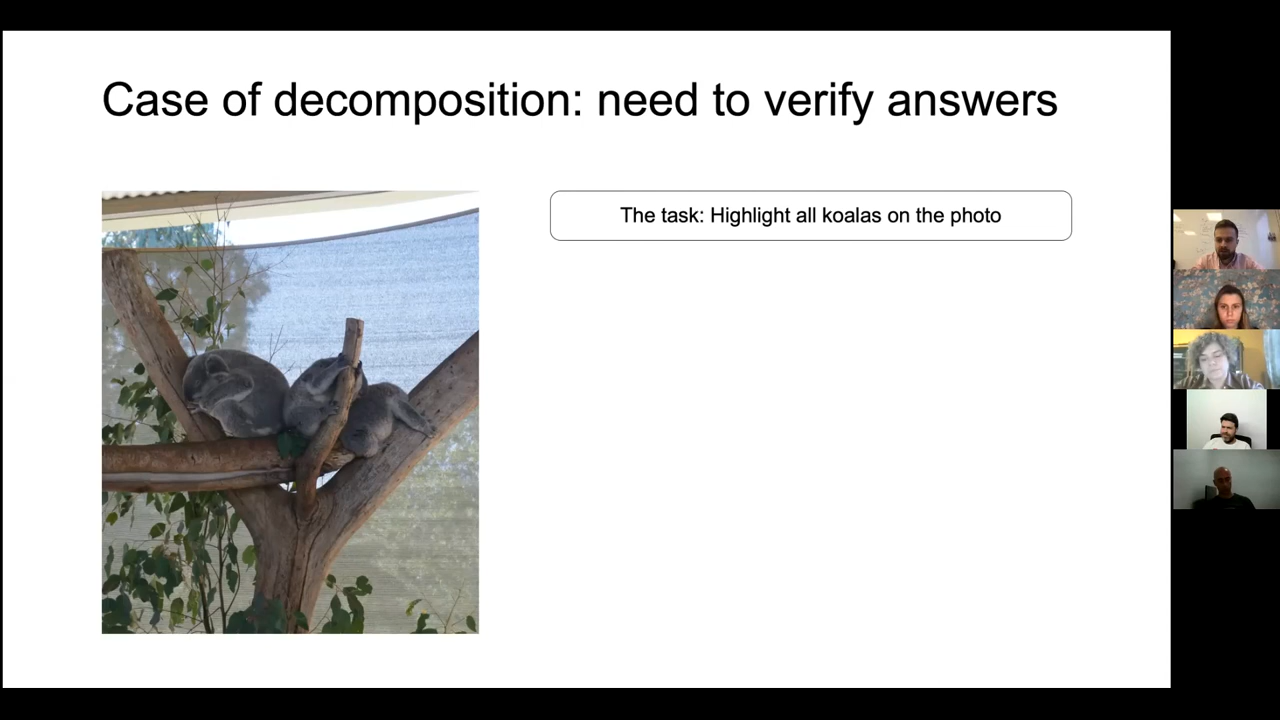 Case of decomposition: need to verify answers
The task: Highlight all koalas on the photo